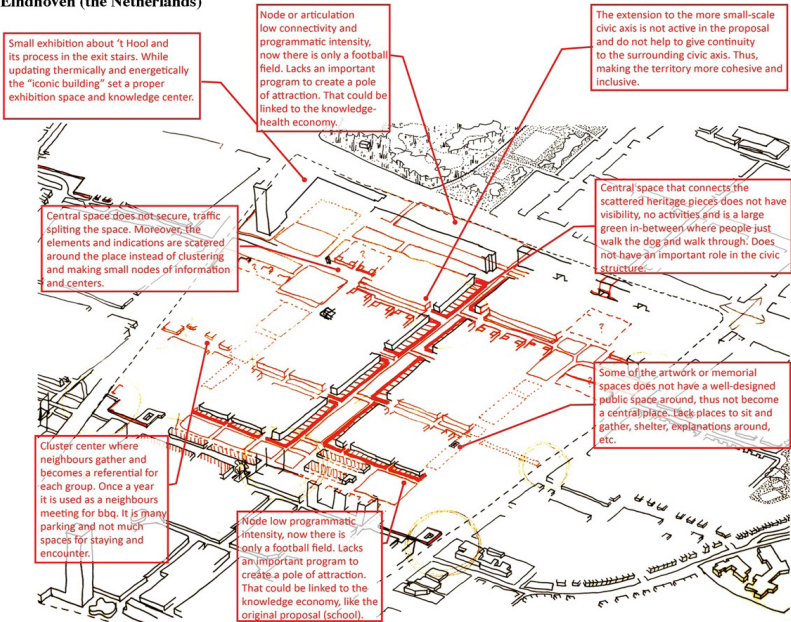 Eindhoven (the Netherlands)
Small exhibition about 't Hool and
its process in the exit stairs. While
updating thermically and energetically
the "iconic building" set a proper
exhibition space and knowledge center.
Node or articulation
low connectivity and
programmatic intensity,
now there is only a football
field. Lacks an important
program to create a pole
of attraction. That could be
linked to the knowledge-
health economy.
The extension to the more small-scale
civic axis is not active in the proposal
and do not help to give continuity
to the surrounding civic axis. Thus,
making the territory more cohesive and
inclusive.
Central space does not secure, traffic
spliting the space. Moreover, the
elements and indications are scatered
around the place instead of clustering
and making small nodes of information
and centers.
Central space that connects the
scattered heritage pieces does not have
visibility, no activities and is a large
green in-between where people just
walk the dog and walk through. Does
not have an important role in the civic
structure.
Some of the artwork or memorial
spaces does not have a well-designed
public space around, thus not become
a central place. Lack places to sit and
gather, shelter, explanations around,
etc.
Cluster center where
neighbours gather and
becomes a referential for
each group. Once a year
it is used as a neighbours
meeting for bbq. It is many
parking and not much
spaces for staying and
encounter.
Node low programmatic
intensity, now there is
only a football field. Lacks
an important program to
create a pole of attraction.
That could be linked to the
knowledge economy, like the
original proposal (school).